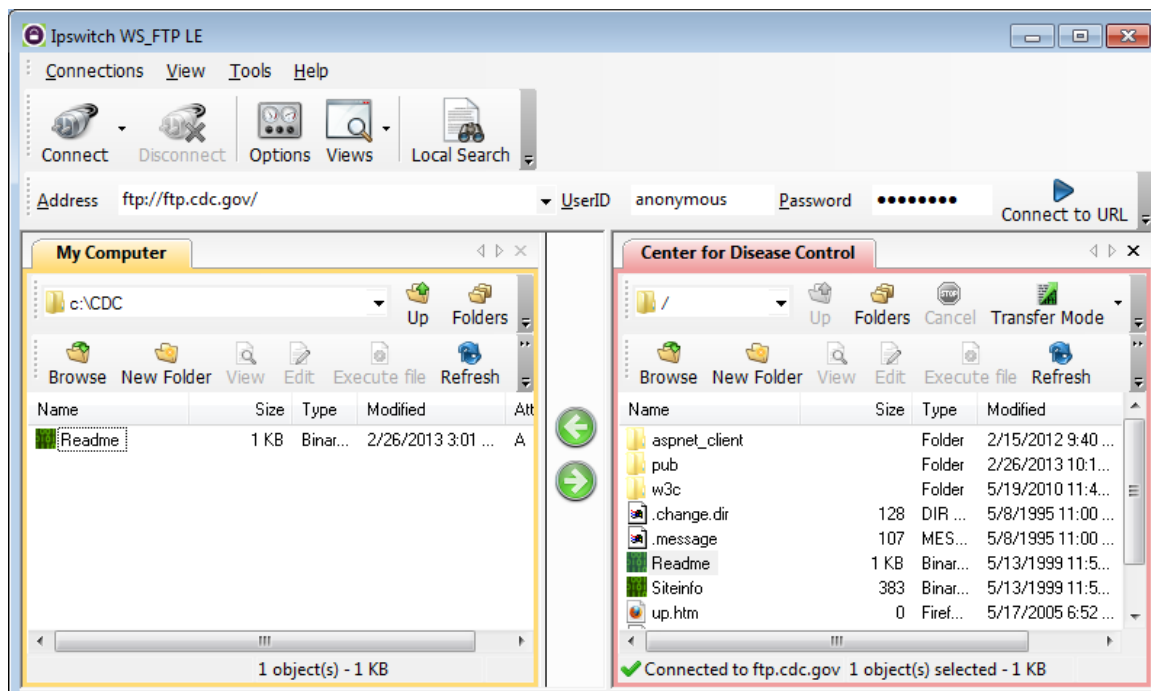 Ipswitch WS_FTP LE
Connections View Tools Help
Connect Disconnect Options Views Local Search
Address ftp://ftp.cdc.gov/ UserID anonymous Password •••••••• Connect to URL
My Computer
c:\CDC Up Folders
Browse New Folder View Edit Execute file Refresh
Name Size Type Modified Att
Readme 1 KB Binar... 2/26/2013 3:01 ... A
1 object(s) - 1 KB
Center for Disease Control
/ Up Folders STOP Cancel Transfer Mode
Browse New Folder View Edit Execute file Refresh
Name Size Type Modified
aspnet_client Folder 2/15/2012 9:40 ...
pub Folder 2/26/2013 10:1...
w3c Folder 5/19/2010 11:4...
.change.dir 128 DIR ... 5/8/1995 11:00 ...
.message 107 MES... 5/8/1995 11:00 ...
Readme 1 KB Binar... 5/13/1999 11:5...
Siteinfo 383 Binar... 5/13/1999 11:5...
up.htm 0 Firef... 5/17/2005 6:52 ...
Connected to ftp.cdc.gov 1 object(s) selected - 1 KB